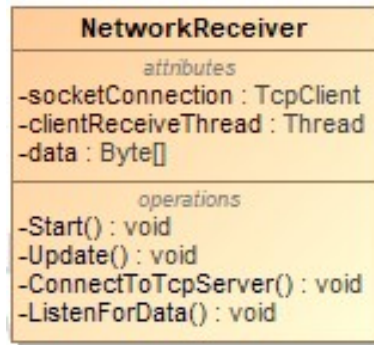 NetworkReceiver
attributes
-socketConnection : TcpClient
-clientReceiveThread : Thread
-data : Byte[]
operations
-Start() : void
-Update() : void
-ConnectToTcpServer() : void
-ListenForData() : void